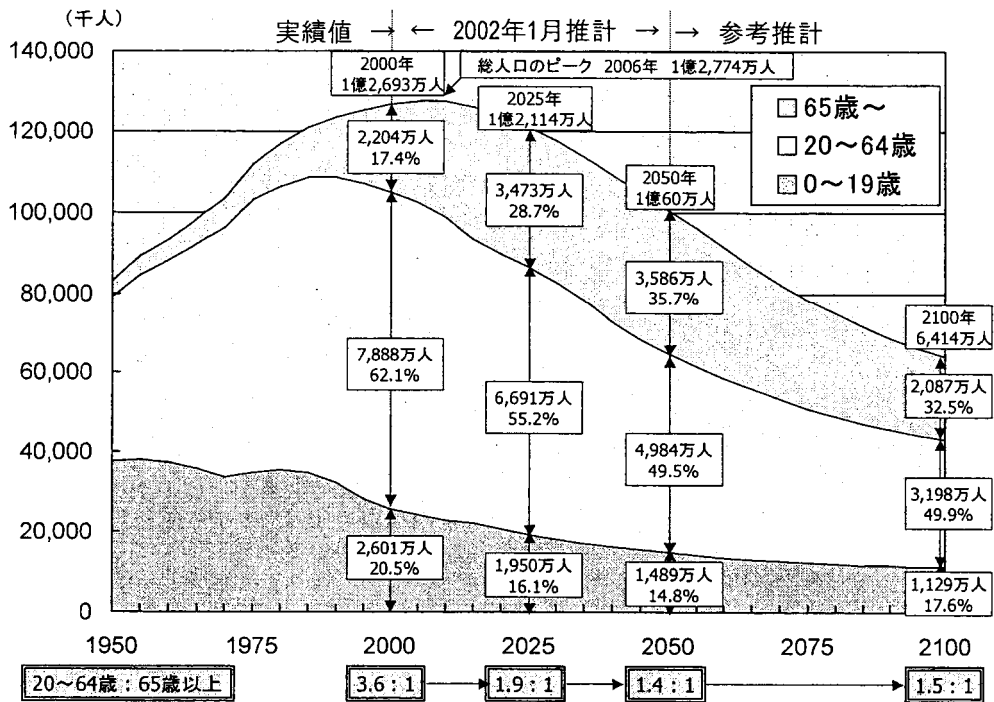 (千人)
実績値 → ← 2002年1月推計 → → 参考推計
140,000
120,000
100,000
80,000
60,000
40,000
20,000
0
2000年
1億2,693万人
総人口のピーク 2006年 1億2,774万人
2025年
1億2,114万人
2050年
1億60万人
2100年
6,414万人
65歳~
20~64歳
0~19歳
2,204万人
17.4%
3,473万人
28.7%
3,586万人
35.7%
2,087万人
32.5%
7,888万人
62.1%
6,691万人
55.2%
4,984万人
49.5%
3,198万人
49.9%
2,601万人
20.5%
1,950万人
16.1%
1,489万人
14.8%
1,129万人
17.6%
1950 1975 2000 2025 2050 2075 2100
20~64歳:65歳以上 3.6:1 1.9:1 1.4:1 1.5:1